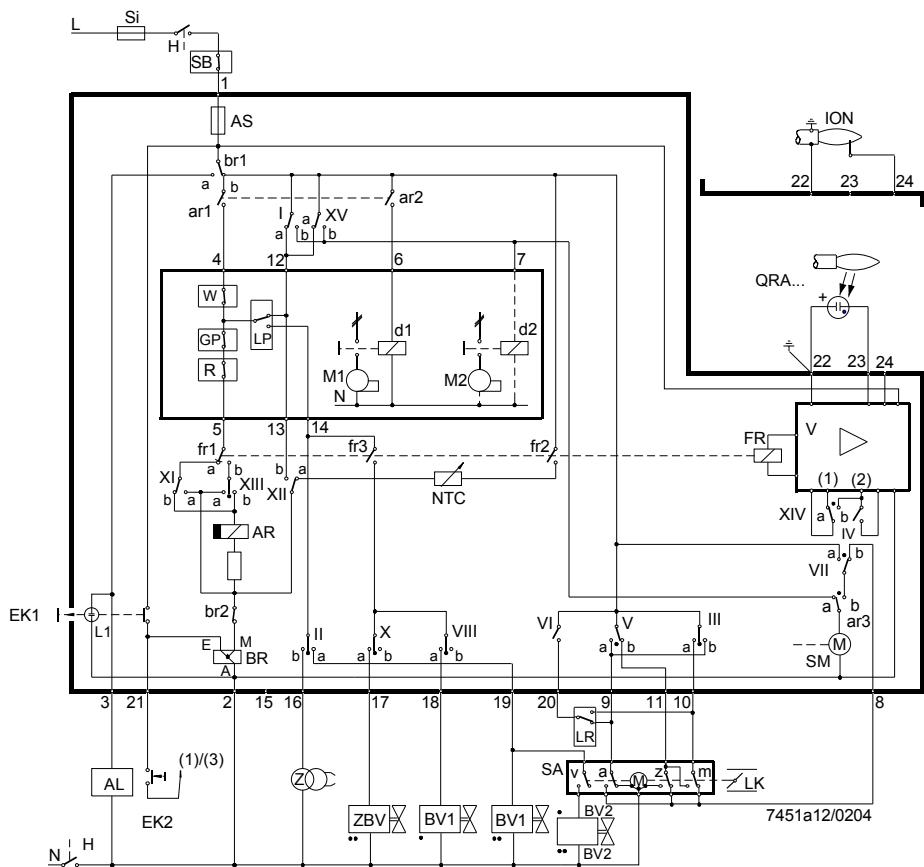 L Si H
SB
1
AS
ION
22 23 24
br1
a b
ar1 ar2
I a XV
a b b
4 12 6 7
QRA...
+
W
GP
R
LP
d1
d2
M1
N
M2
22 23 24
5 13 14
fr1 fr3 fr2
FR V
a b b a
XI XIII XII
b a a b
NTC
(1) (2)
XIV a b IV
AR
a b
VII
a b
ar3
EK1
L1
br2
E M
BR
A
II X VIII VI V III
b a a b a b a b a b
M
SM
3 21 2 15 16 17 18 19 20 9 11 10 8
LR
(1)/(3)
AL
EK2
Z
SA v a M z m LK
ZBV BV1 BV1 BV2
BV2
7451a12/0204
N H